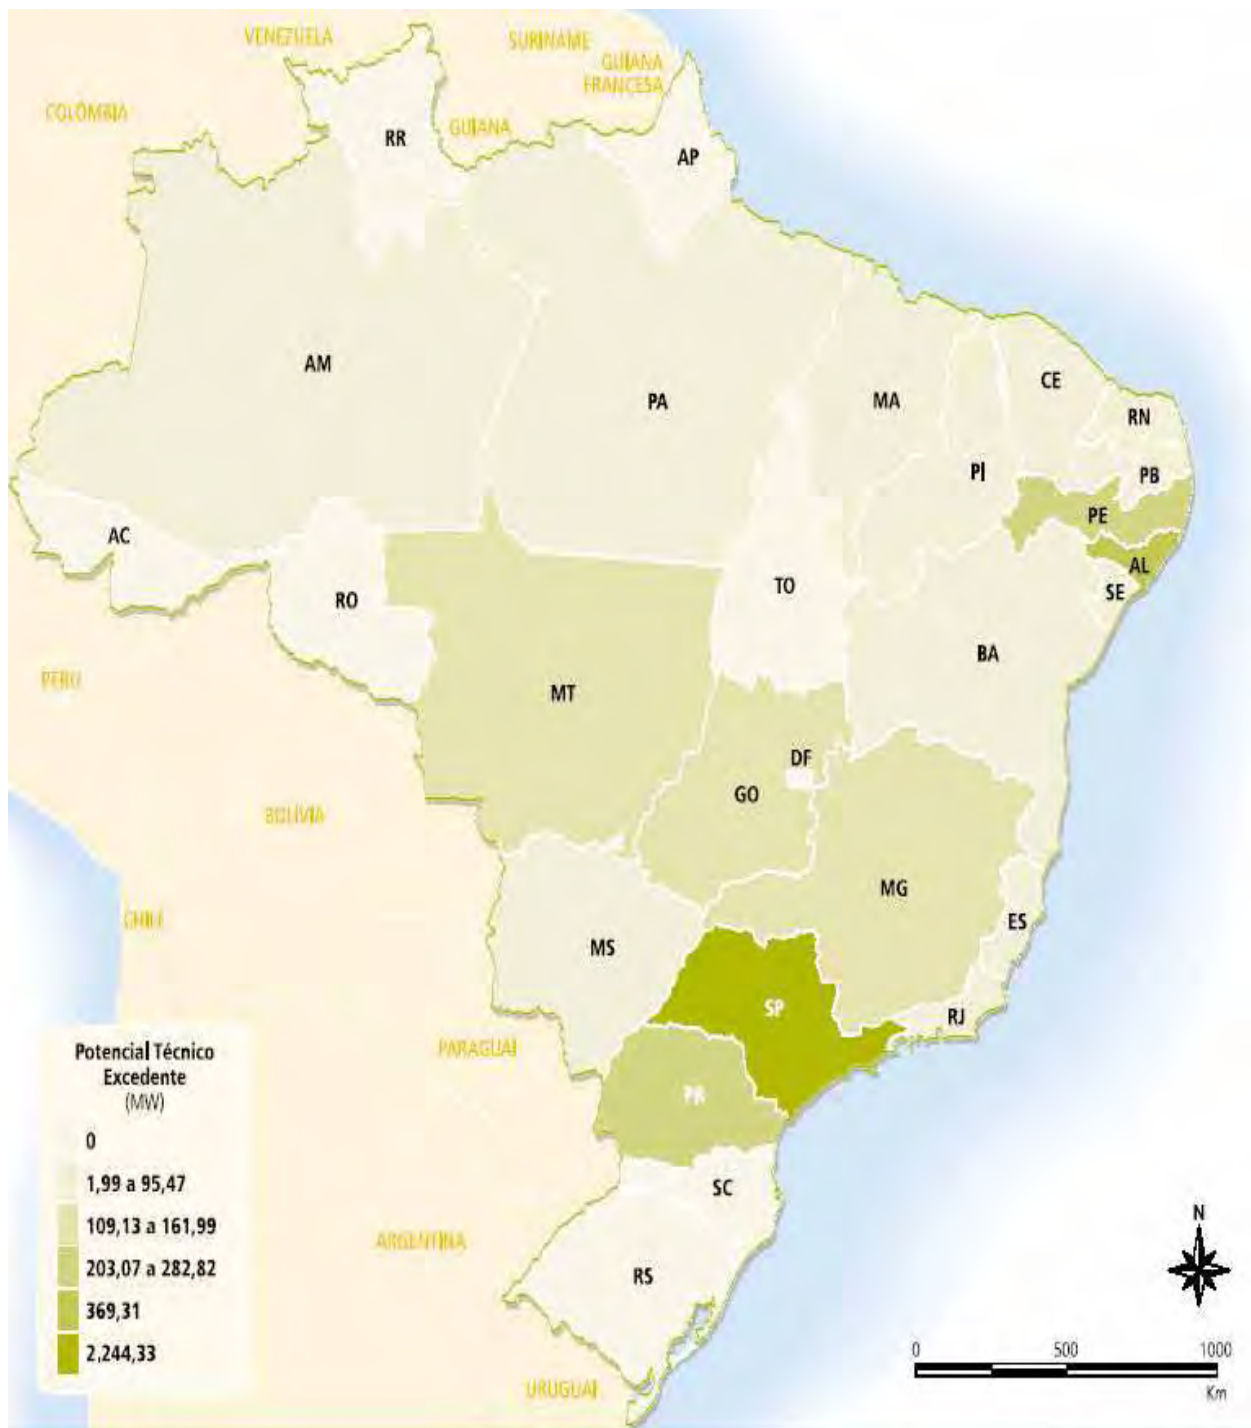 VENEZUELA
SURINAME
GUIANA
FRANCESA
COLÔMBIA
GUIANA
RR
AP
AM
PA
MA
CE
RN
PI
PB
PE
AC
AL
RO
TO
SE
BA
PERU
MT
DF
GO
BOLÍVIA
MG
CHILE
ES
MS
SP
RJ
PARAGUAI
PR
SC
ARGENTINA
RS
URUGUAI
Potencial Técnico
Excedente
(MW)
0
1,99 a 95,47
109,13 a 161,99
203,07 a 282,82
369,31
2,244,33
N
0 500 1000
Km